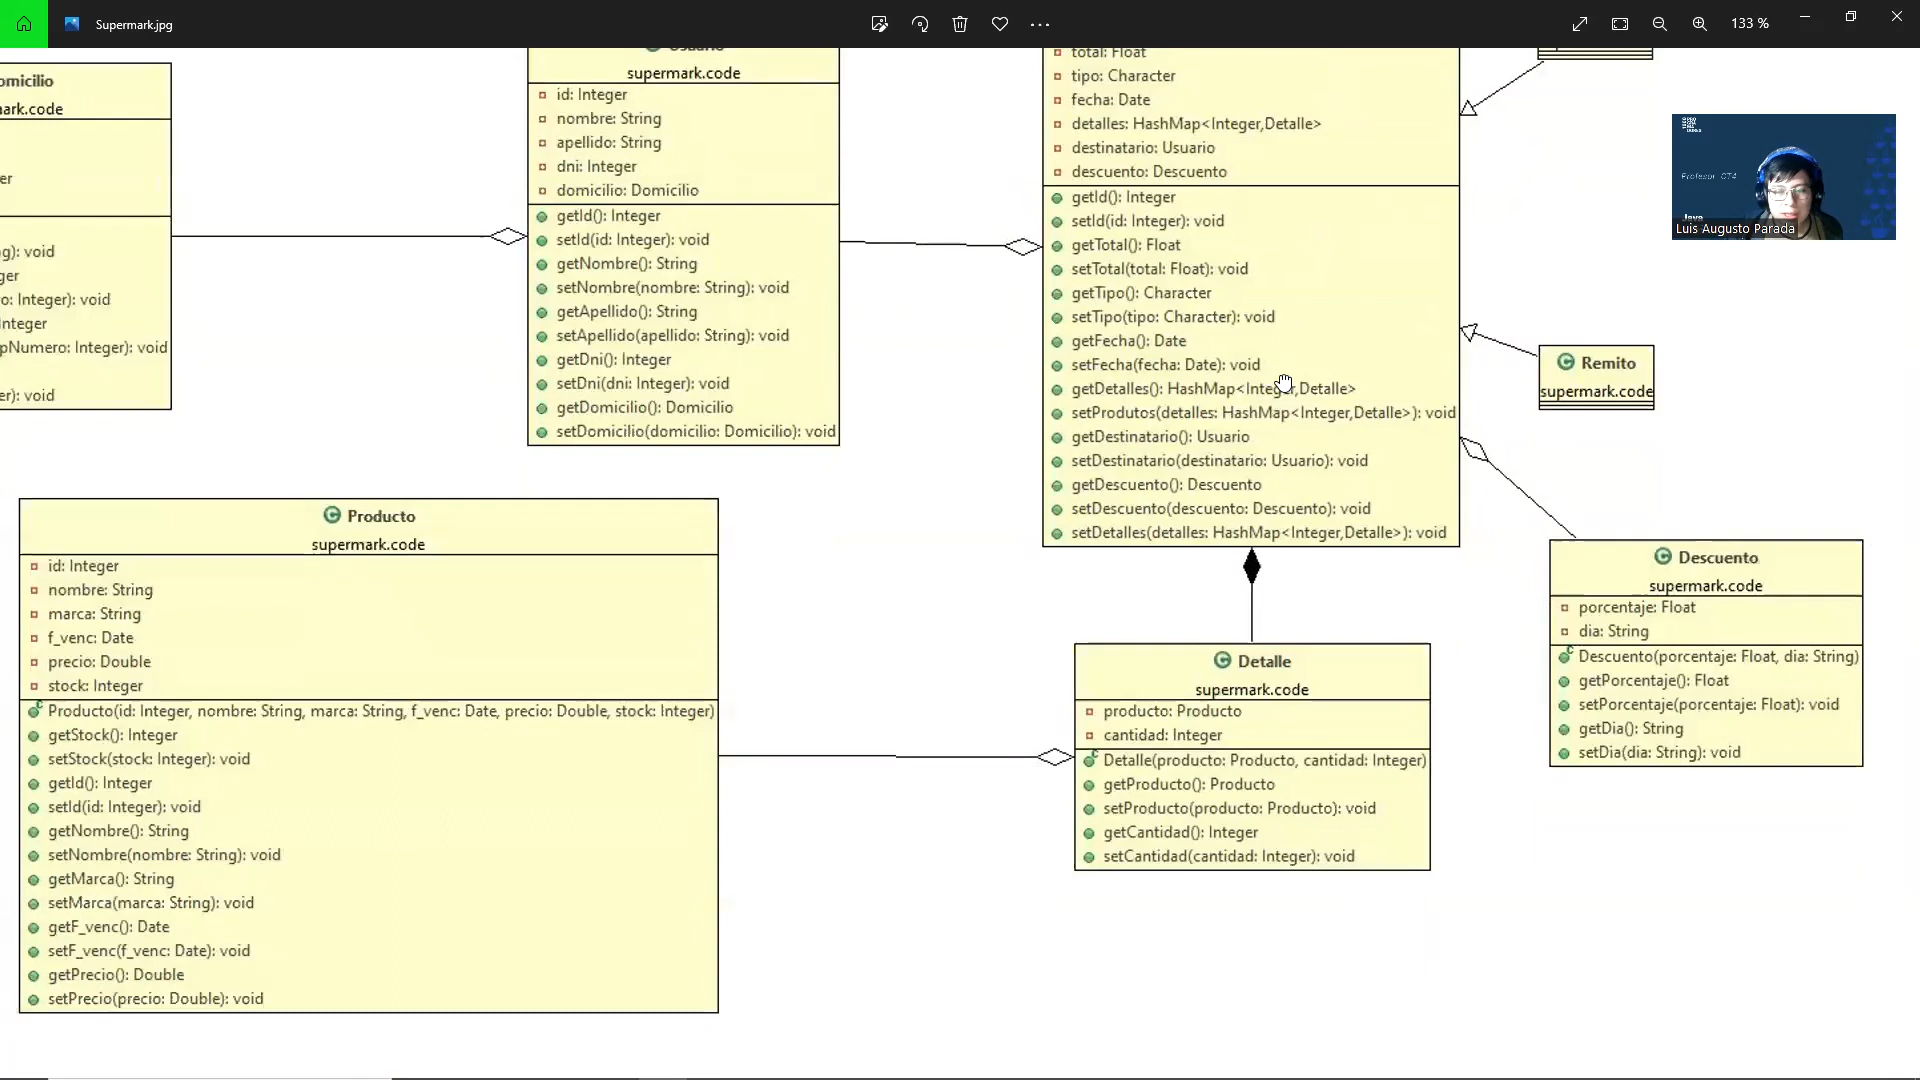 Supermark.jpg
133 %
omicilio
ark.code
er
g): void
ger
o: Integer): void
nteger
pNumero: Integer): void
er): void
Usuario
supermark.code
id: Integer
nombre: String
apellido: String
dni: Integer
domicilio: Domicilio
getId(): Integer
setId(id: Integer): void
getNombre(): String
setNombre(nombre: String): void
getApellido(): String
setApellido(apellido: String): void
getDni(): Integer
setDni(dni: Integer): void
getDomicilio(): Domicilio
setDomicilio(domicilio: Domicilio): void
total: Float
tipo: Character
fecha: Date
detalles: HashMap<Integer,Detalle>
destinatario: Usuario
descuento: Descuento
getId(): Integer
setId(id: Integer): void
getTotal(): Float
setTotal(total: Float): void
getTipo(): Character
setTipo(tipo: Character): void
getFecha(): Date
setFecha(fecha: Date): void
getDetalles(): HashMap<Integer,Detalle>
setProdutos(detalles: HashMap<Integer,Detalle>): void
getDestinatario(): Usuario
setDestinatario(destinatario: Usuario): void
getDescuento(): Descuento
setDescuento(descuento: Descuento): void
setDetalles(detalles: HashMap<Integer,Detalle>): void
Profesor CT4
Java
Luis Augusto Parada
C Remito
supermark.code
C Producto
supermark.code
id: Integer
nombre: String
marca: String
f_venc: Date
precio: Double
stock: Integer
Producto(id: Integer, nombre: String, marca: String, f_venc: Date, precio: Double, stock: Integer)
getStock(): Integer
setStock(stock: Integer): void
getId(): Integer
setId(id: Integer): void
getNombre(): String
setNombre(nombre: String): void
getMarca(): String
setMarca(marca: String): void
getF_venc(): Date
setF_venc(f_venc: Date): void
getPrecio(): Double
setPrecio(precio: Double): void
C Detalle
supermark.code
producto: Producto
cantidad: Integer
Detalle(producto: Producto, cantidad: Integer)
getProducto(): Producto
setProducto(producto: Producto): void
getCantidad(): Integer
setCantidad(cantidad: Integer): void
C Descuento
supermark.code
porcentaje: Float
dia: String
Descuento(porcentaje: Float, dia: String)
getPorcentaje(): Float
setPorcentaje(porcentaje: Float): void
getDia(): String
setDia(dia: String): void